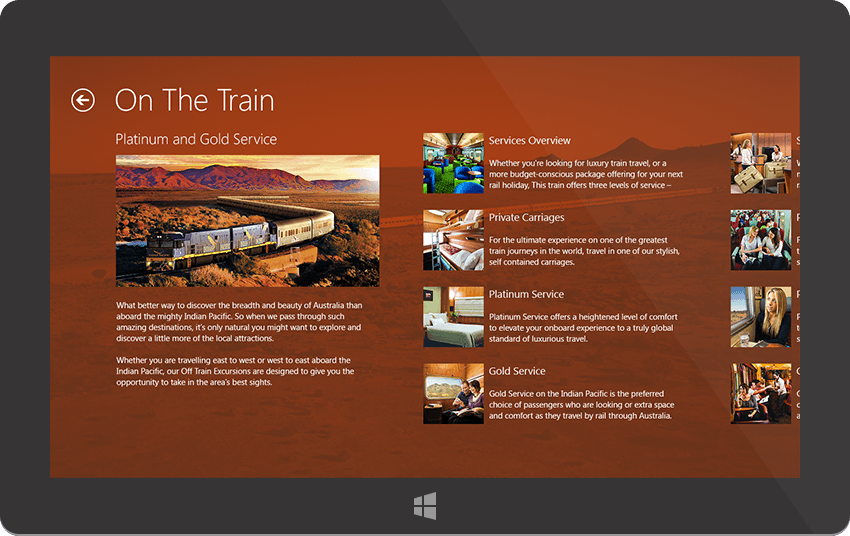 On The Train
Platinum and Gold Service
What better way to discover the breadth and beauty of Australia than
aboard the mighty Indian Pacific. So when we pass through such
amazing destinations, it's only natural you might want to explore and
discover a little more of the local attractions.
Whether you are travelling east to west or west to east aboard the
Indian Pacific, our Off Train Excursions are designed to give you the
opportunity to take in the area's best sights.
Services Overview
Whether you're looking for luxury train travel, or a
more budget-conscious package offering for your next
rail holiday, This train offers three levels of service –
Private Carriages
For the ultimate experience on one of the greatest
train journeys in the world, travel in one of our stylish,
self contained carriages.
Platinum Service
Platinum Service offers a heightened level of comfort
to elevate your onboard experience to a truly global
standard of luxurious travel.
Gold Service
Gold Service on the Indian Pacific is the preferred
choice of passengers who are looking or extra space
and comfort as they travel by rail through Australia.